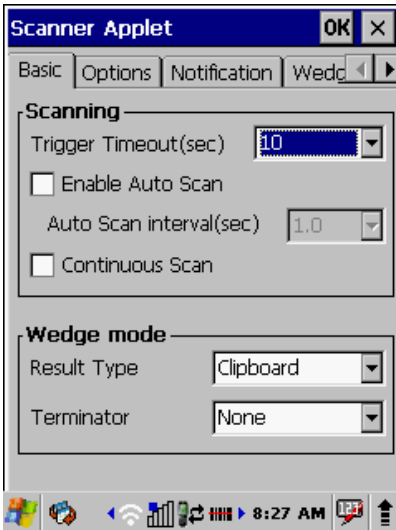 Scanner Applet OK
Basic Options Notification
Scanning
Trigger Timeout(sec) 10
Enable Auto Scan
Auto Scan interval(sec) 1.0
Continuous Scan
Wedge mode
Result Type Clipboard
Terminator None
8:27 AM 123